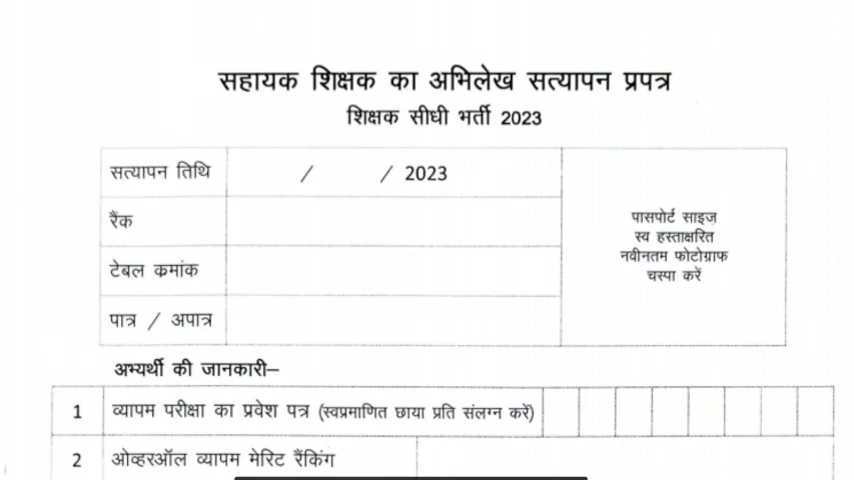 सहायक शिक्षक का अभिलेख सत्यापन प्रपत्र
शिक्षक सीधी भर्ती 2023
सत्यापन तिथि / / 2023
रैंक
टेबल क्रमांक
पात्र / अपात्र
पासपोर्ट साइज़
स्व हस्ताक्षरित
नवीनतम फोटोग्राफ
चस्पा करें
अभ्यर्थी की जानकारी–
1 व्यापम परीक्षा का प्रवेश पत्र (स्वप्रमाणित छाया प्रति संलग्न करें)
2 ओव्हरऑल व्यापम मेरिट रैंकिंग